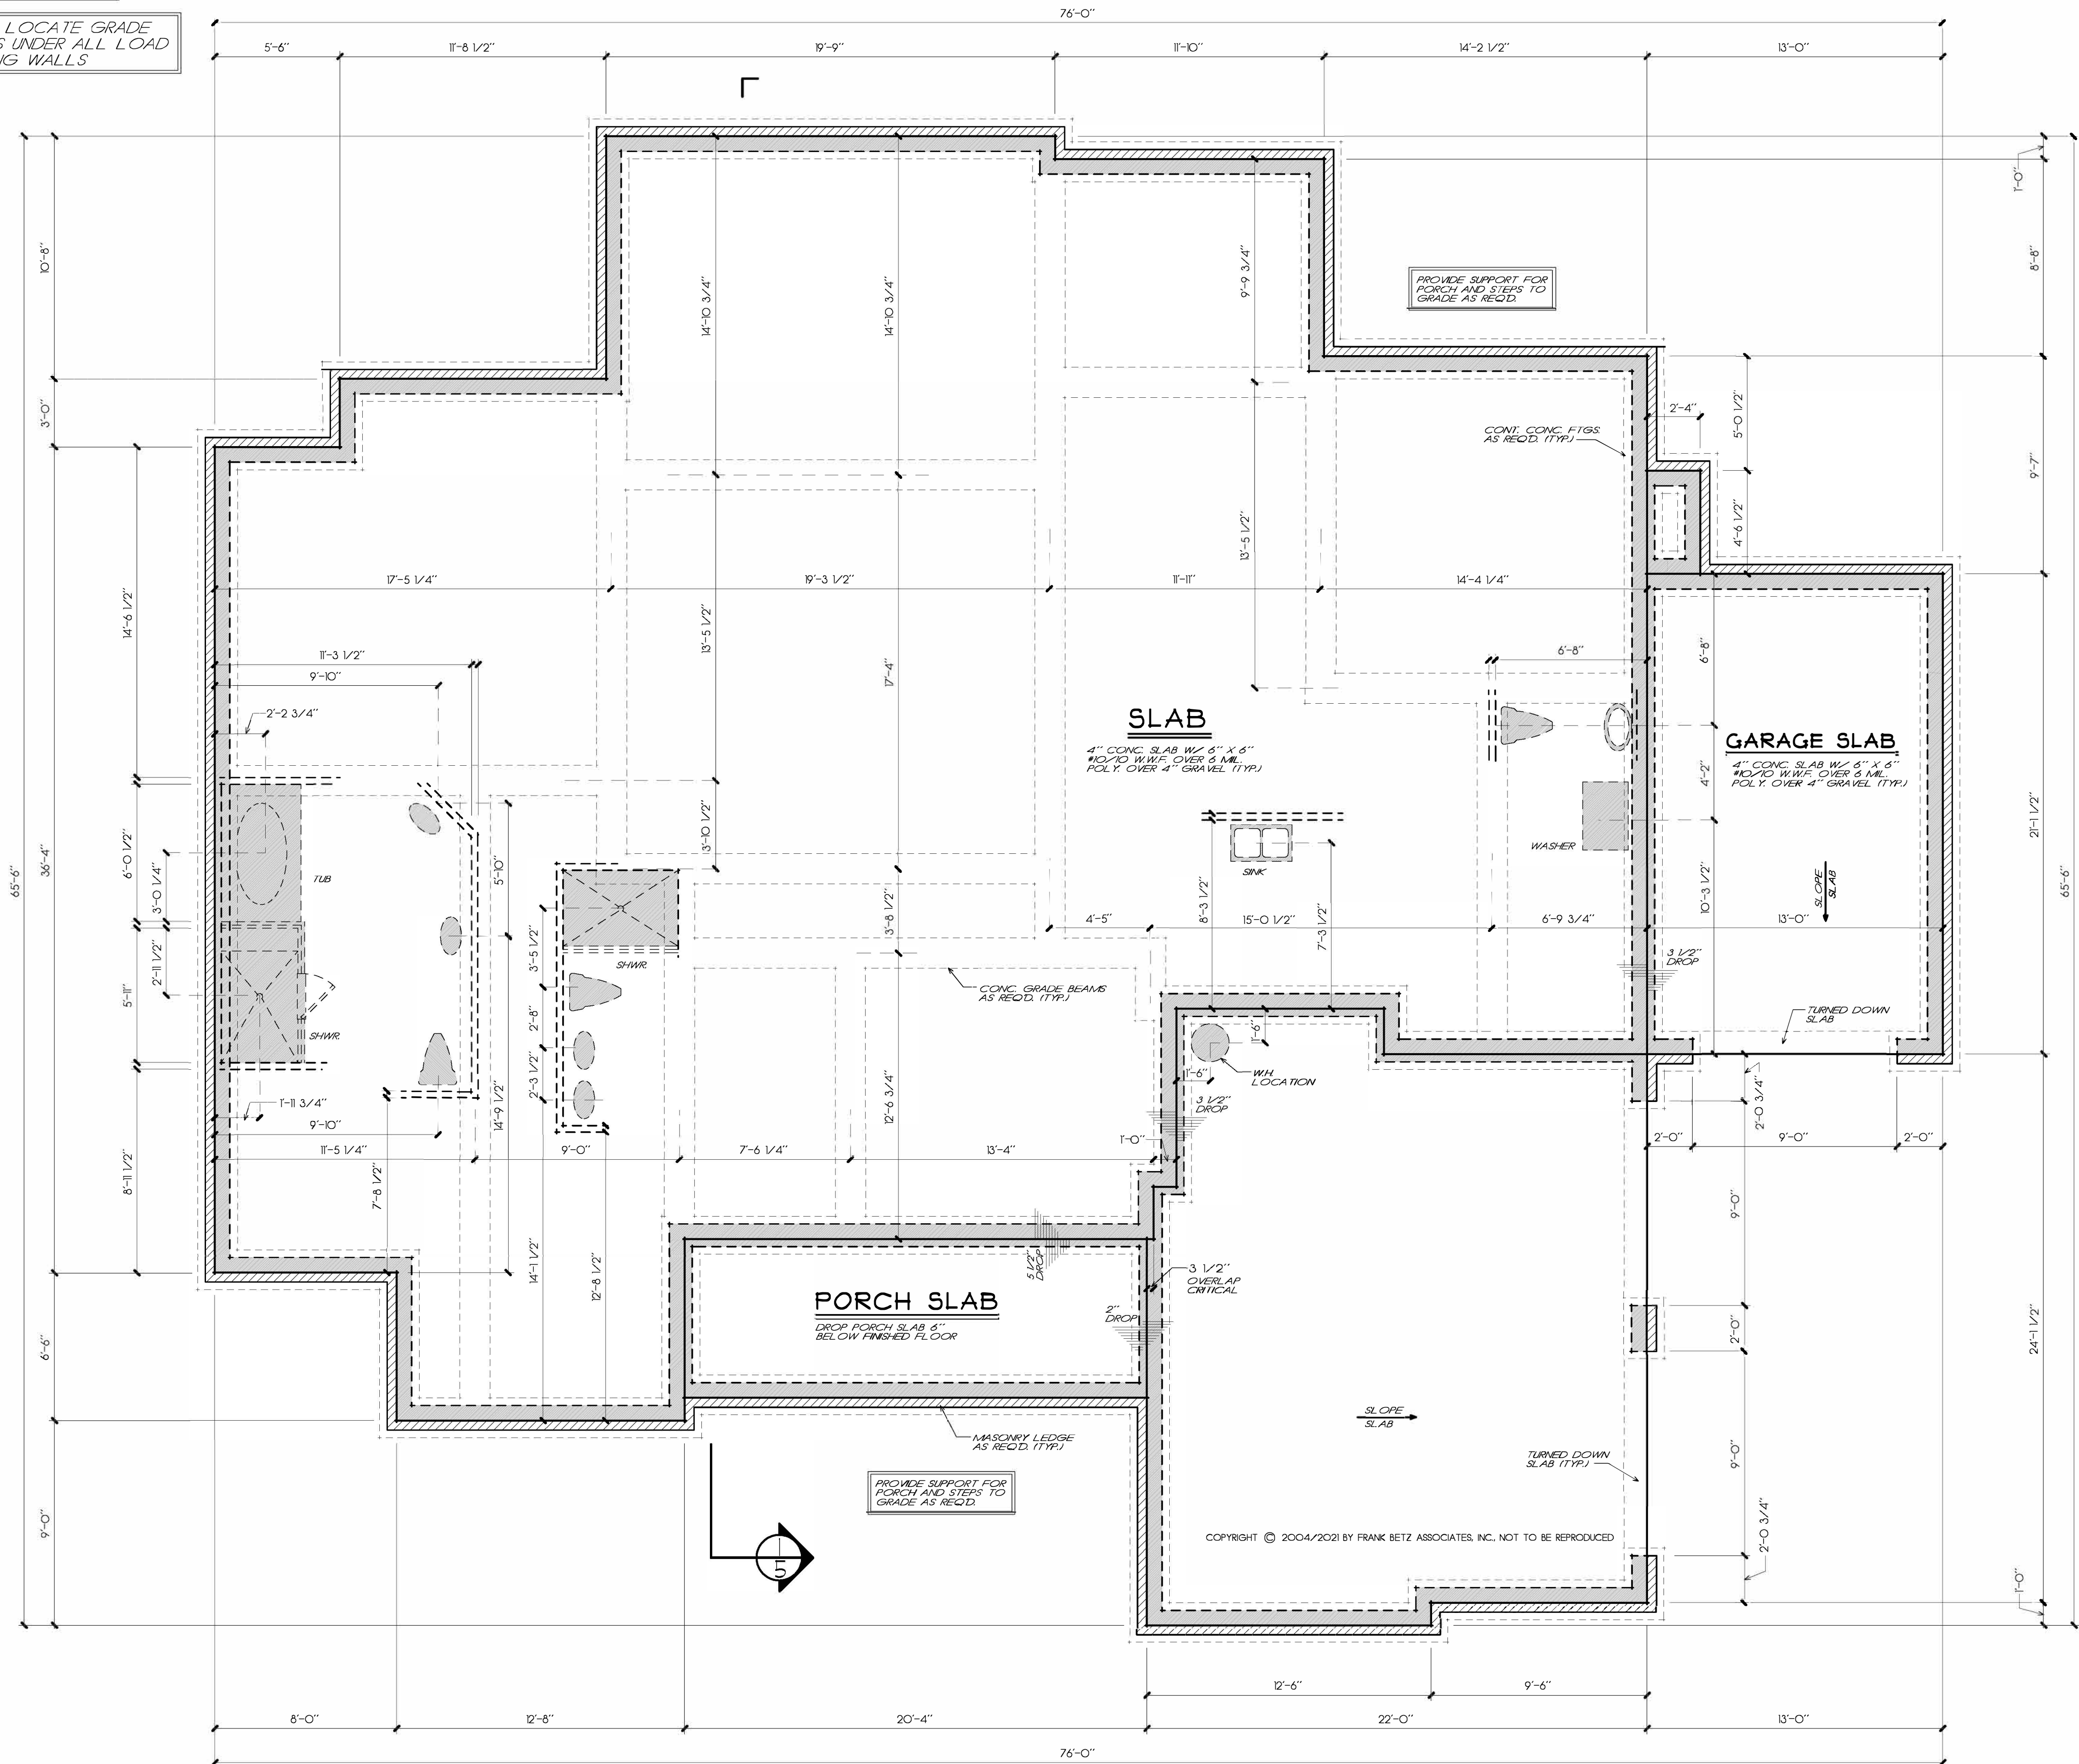 LOCATE GRADE
UNDER ALL LOAD
WALLS
76'-0"
5'-6"
11'-8 1/2"
19'-9"
11'-10"
14'-2 1/2"
13'-0"
1'-0"
10'-8"
14'-10 3/4"
14'-10 3/4"
9'-9 3/4"
8'-8"
PROVIDE SUPPORT FOR
PORCH AND STEPS TO
GRADE AS REQ'D.
3'-0"
2'-4"
5'-0 1/2"
CONT. CONC. FTGS.
AS REQ'D. (TYP.)
9'-7"
13'-5 1/2"
4'-6 1/2"
17'-5 1/4"
19'-3 1/2"
11'-11"
14'-4 1/4"
14'-6 1/2"
13'-5 1/2"
11'-3 1/2"
9'-10"
17'-4"
6'-8"
6'-8"
2'-2 3/4"
SLAB
4" CONC. SLAB W/ 6" X 6"
#10/10 W.W.F. OVER 6 MIL.
POLY. OVER 4" GRAVEL (TYP.)
GARAGE SLAB
4" CONC. SLAB W/ 6" X 6"
#10/10 W.W.F. OVER 6 MIL.
POLY. OVER 4" GRAVEL (TYP.)
4'-2"
21'-1 1/2"
65'-6"
36'-4"
6'-0 1/2"
3'-0 1/4"
TUB
5'-10"
3'-10 1/2"
WASHER
SINK
SLOPE
SLAB
65'-6"
8'-3 1/2"
15'-0 1/2"
7'-3 1/2"
4'-5"
6'-9 3/4"
10'-3 1/2"
13'-0"
3'-8 1/2"
3'-5 1/2"
SHWR.
3 1/2"
DROP
2'-11 1/2"
5'-11"
CONC. GRADE BEAMS
AS REQ'D. (TYP.)
TURNED DOWN
SLAB
2'-8"
SHWR.
1'-6"
W.H.
LOCATION
1'-6"
2'-3 1/2"
14'-9 1/2"
12'-6 3/4"
3 1/2"
DROP
2'-0 3/4"
1'-11 3/4"
9'-10"
1'-0"
2'-0"
9'-0"
2'-0"
11'-5 1/4"
9'-0"
7'-6 1/4"
13'-4"
8'-11 1/2"
7'-8 1/2"
9'-0"
14'-1 1/2"
12'-8 1/2"
5 1/2"
DROP
3 1/2"
OVERLAP
CRITICAL
PORCH SLAB
DROP PORCH SLAB 6"
BELOW FINISHED FLOOR
2"
DROP
2'-0"
24'-1 1/2"
6'-6"
SLOPE
SLAB
MASONRY LEDGE
AS REQ'D. (TYP.)
TURNED DOWN
SLAB (TYP.)
9'-0"
PROVIDE SUPPORT FOR
PORCH AND STEPS TO
GRADE AS REQ'D.
9'-0"
COPYRIGHT © 2004/2021 BY FRANK BETZ ASSOCIATES, INC., NOT TO BE REPRODUCED
2'-0 3/4"
1
5
1'-0"
12'-6"
9'-6"
8'-0"
12'-8"
20'-4"
22'-0"
13'-0"
76'-0"